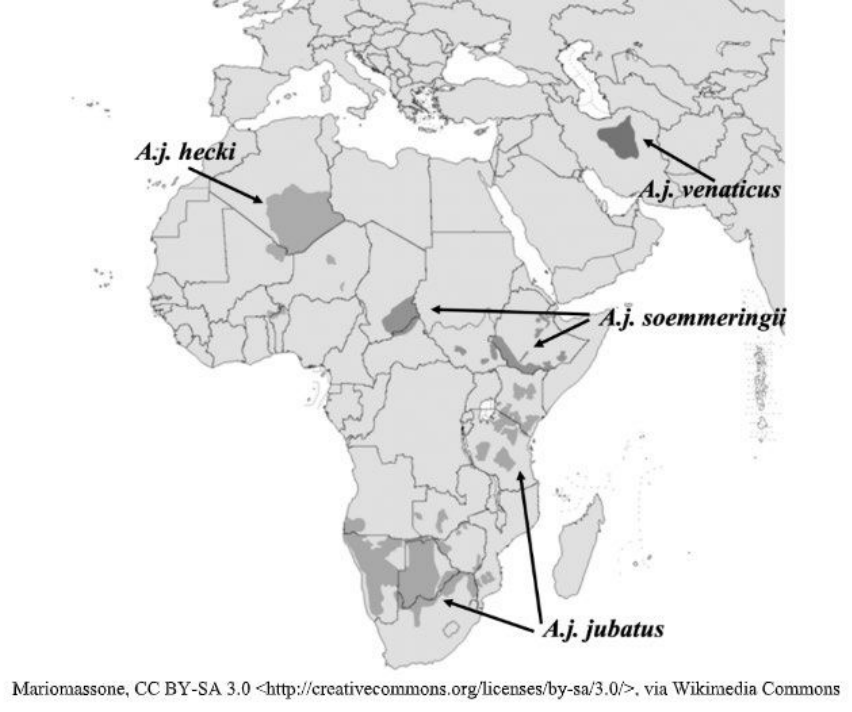 A.j. hecki
A.j. venaticus
A.j. soemmeringii
A.j. jubatus
Mariomassone, CC BY-SA 3.0 <http://creativecommons.org/licenses/by-sa/3.0/>, via Wikimedia Commons